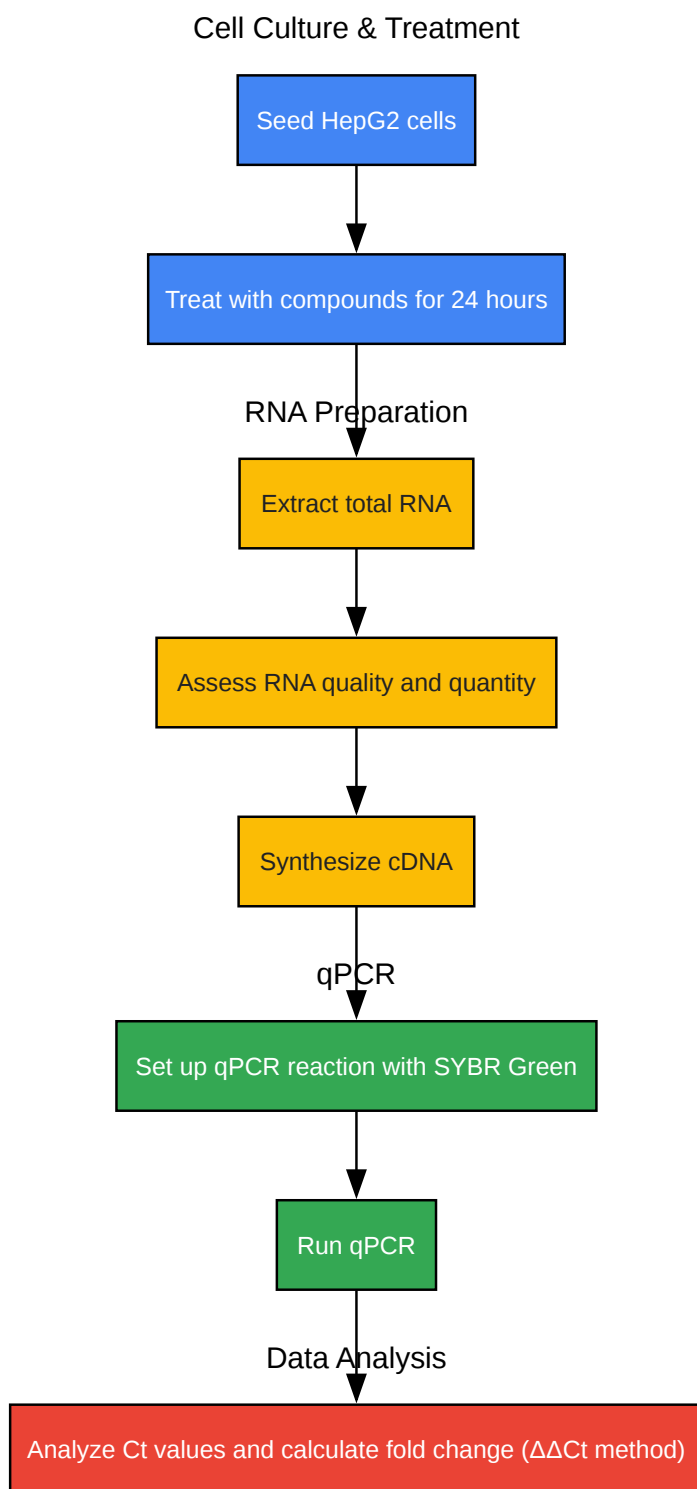 Cell Culture & Treatment
Seed HepG2 cells
Treat with compounds for 24 hours
RNA Preparation
Extract total RNA
Assess RNA quality and quantity
Synthesize cDNA
qPCR
Set up qPCR reaction with SYBR Green
Run qPCR
Data Analysis
Analyze Ct values and calculate fold change (ΔΔCt method)